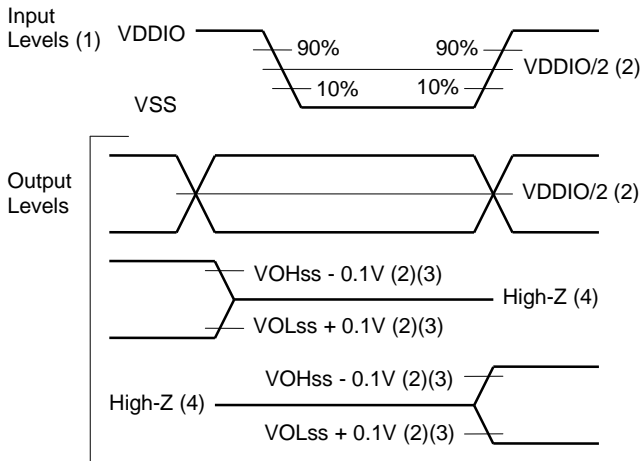 Input
Levels (1)
VDDIO
90%
90%
VDDIO/2 (2)
10%
10%
VSS
Output
Levels
VDDIO/2 (2)
VOHss - 0.1V (2)(3)
High-Z (4)
VOLss + 0.1V (2)(3)
VOHss - 0.1V (2)(3)
High-Z (4)
VOLss + 0.1V (2)(3)